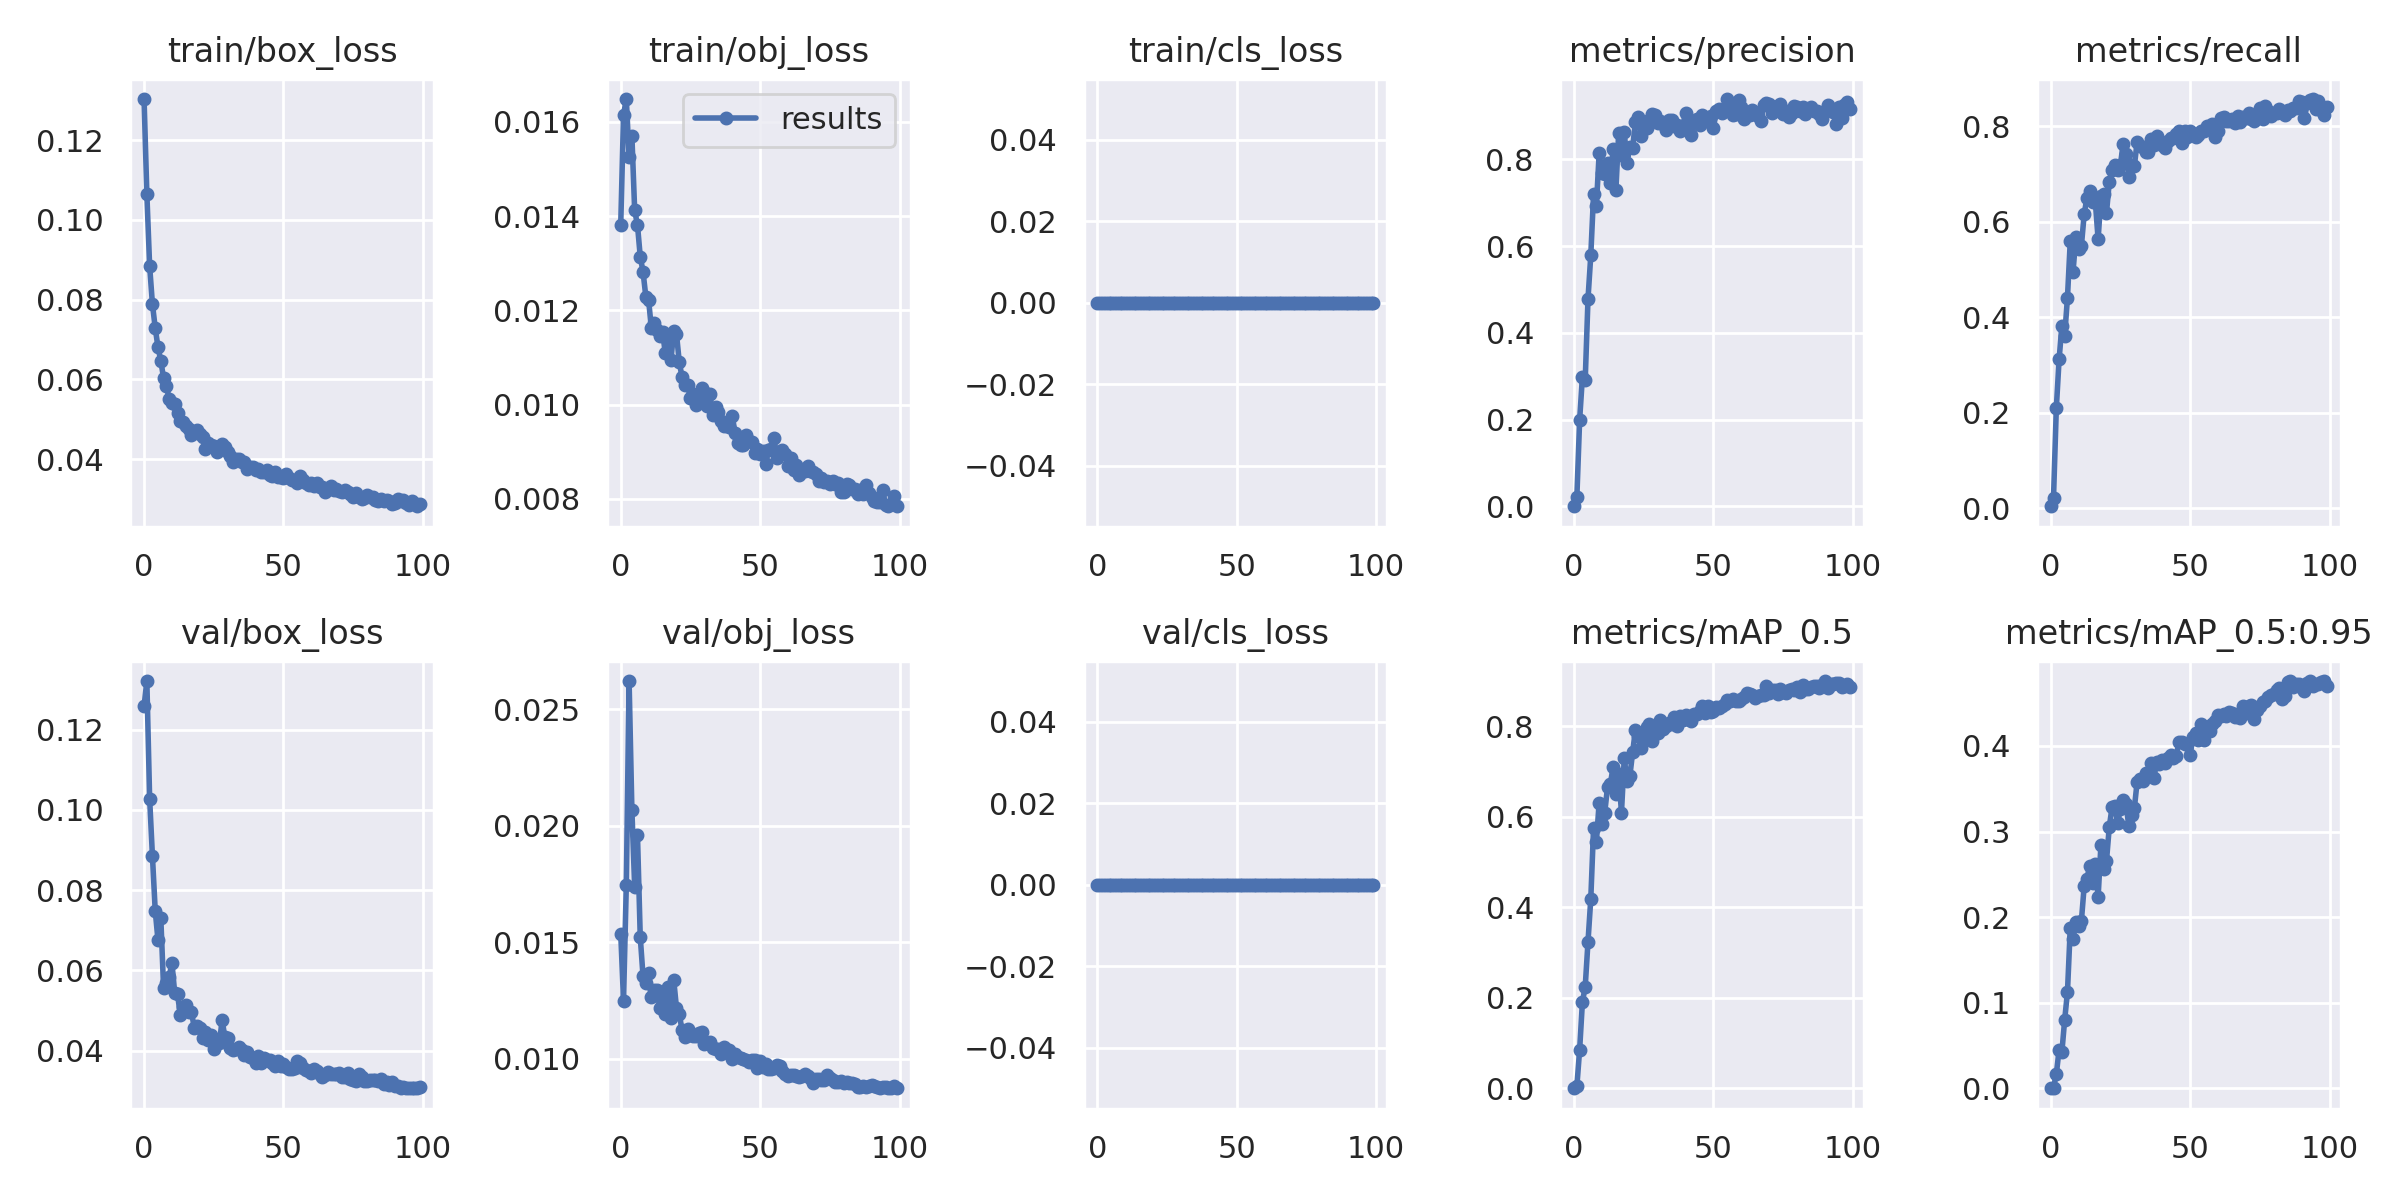 train/box_loss
0.12
0.10
0.08
0.06
0.04
0 50 100
train/obj_loss
results
0.016
0.014
0.012
0.010
0.008
0 50 100
train/cls_loss
0.04
0.02
0.00
−0.02
−0.04
0 50 100
metrics/precision
0.8
0.6
0.4
0.2
0.0
0 50 100
metrics/recall
0.8
0.6
0.4
0.2
0.0
0 50 100
val/box_loss
0.12
0.10
0.08
0.06
0.04
0 50 100
val/obj_loss
0.025
0.020
0.015
0.010
0 50 100
val/cls_loss
0.04
0.02
0.00
−0.02
−0.04
0 50 100
metrics/mAP_0.5
0.8
0.6
0.4
0.2
0.0
0 50 100
metrics/mAP_0.5:0.95
0.4
0.3
0.2
0.1
0.0
0 50 100